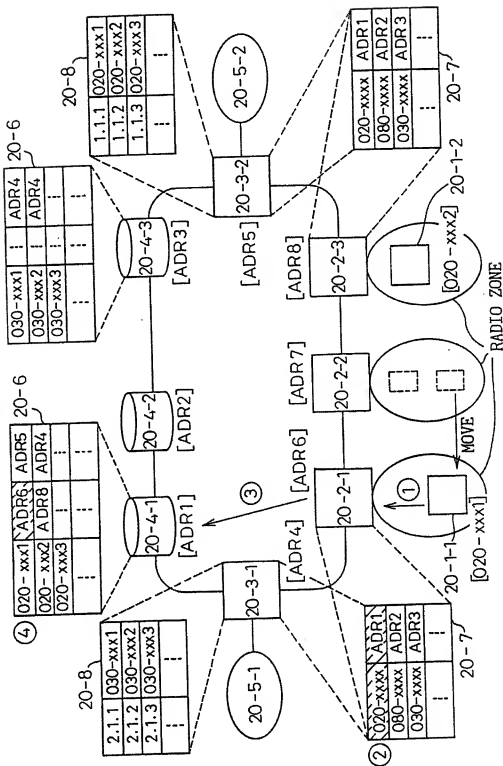 20-8
2.1.1 030-xxx1
2.1.2 030-xxx2
2.1.3 030-xxx3
20-5-1
20-3-1
[ADR4]
④
20-6
020-xxx1 ADR6 ADR5
020-xxx2 ADR8 ADR4
020-xxx3
20-4-1
[ADR1]
20-4-2
[ADR2]
20-6
030-xxx1 ADR4
030-xxx2 ADR4
030-xxx3
20-4-3
[ADR3]
20-8
1.1.1 020-xxx1
1.1.2 020-xxx2
1.1.3 020-xxx3
20-5-2
20-3-2
[ADR5]
②
020-xxxx ADR1
080-xxxx ADR2
030-xxxx ADR3
20-7
③
[ADR6]
20-2-1
[ADR7]
20-2-2
[ADR8]
20-2-3
020-xxxx ADR1
080-xxxx ADR2
030-xxxx ADR3
20-7
①
20-1-1
[020-xxx1]
MOVE
20-1-2
[020-xxx2]
RADIO ZONE